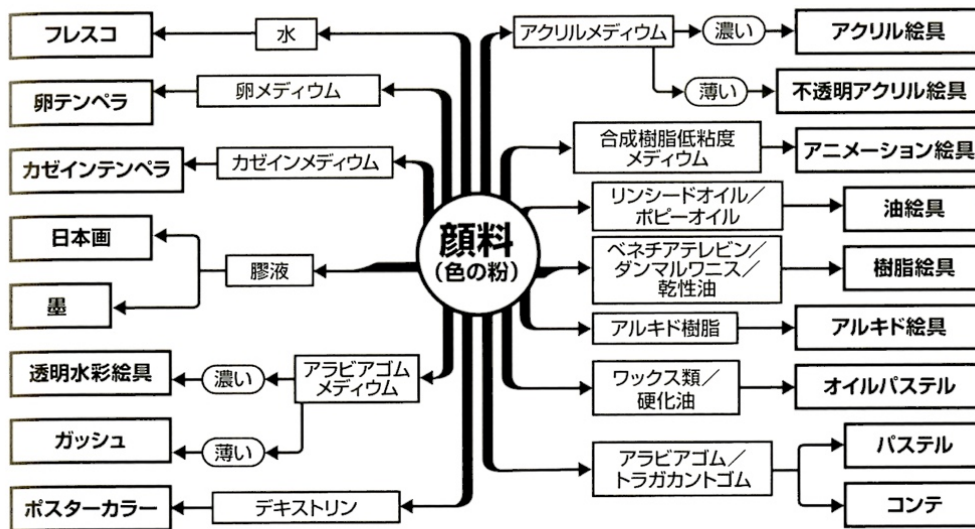 フレスコ
水
卵テンペラ
卵メディウム
カゼインテンペラ
カゼインメディウム
日本画
墨
膠液
透明水彩絵具
濃い
アラビアゴム
メディウム
ガッシュ
薄い
ポスターカラー
デキストリン
顔料
(色の粉)
アクリルメディウム
濃い
アクリル絵具
薄い
不透明アクリル絵具
合成樹脂低粘度
メディウム
アニメーション絵具
リンシードオイル/
ポピーオイル
油絵具
ベネチアテレビン/
ダンマルワニス/
乾性油
樹脂絵具
アルキド樹脂
アルキド絵具
ワックス類/
硬化油
オイルパステル
アラビアゴム/
トラガカントゴム
パステル
コンテ